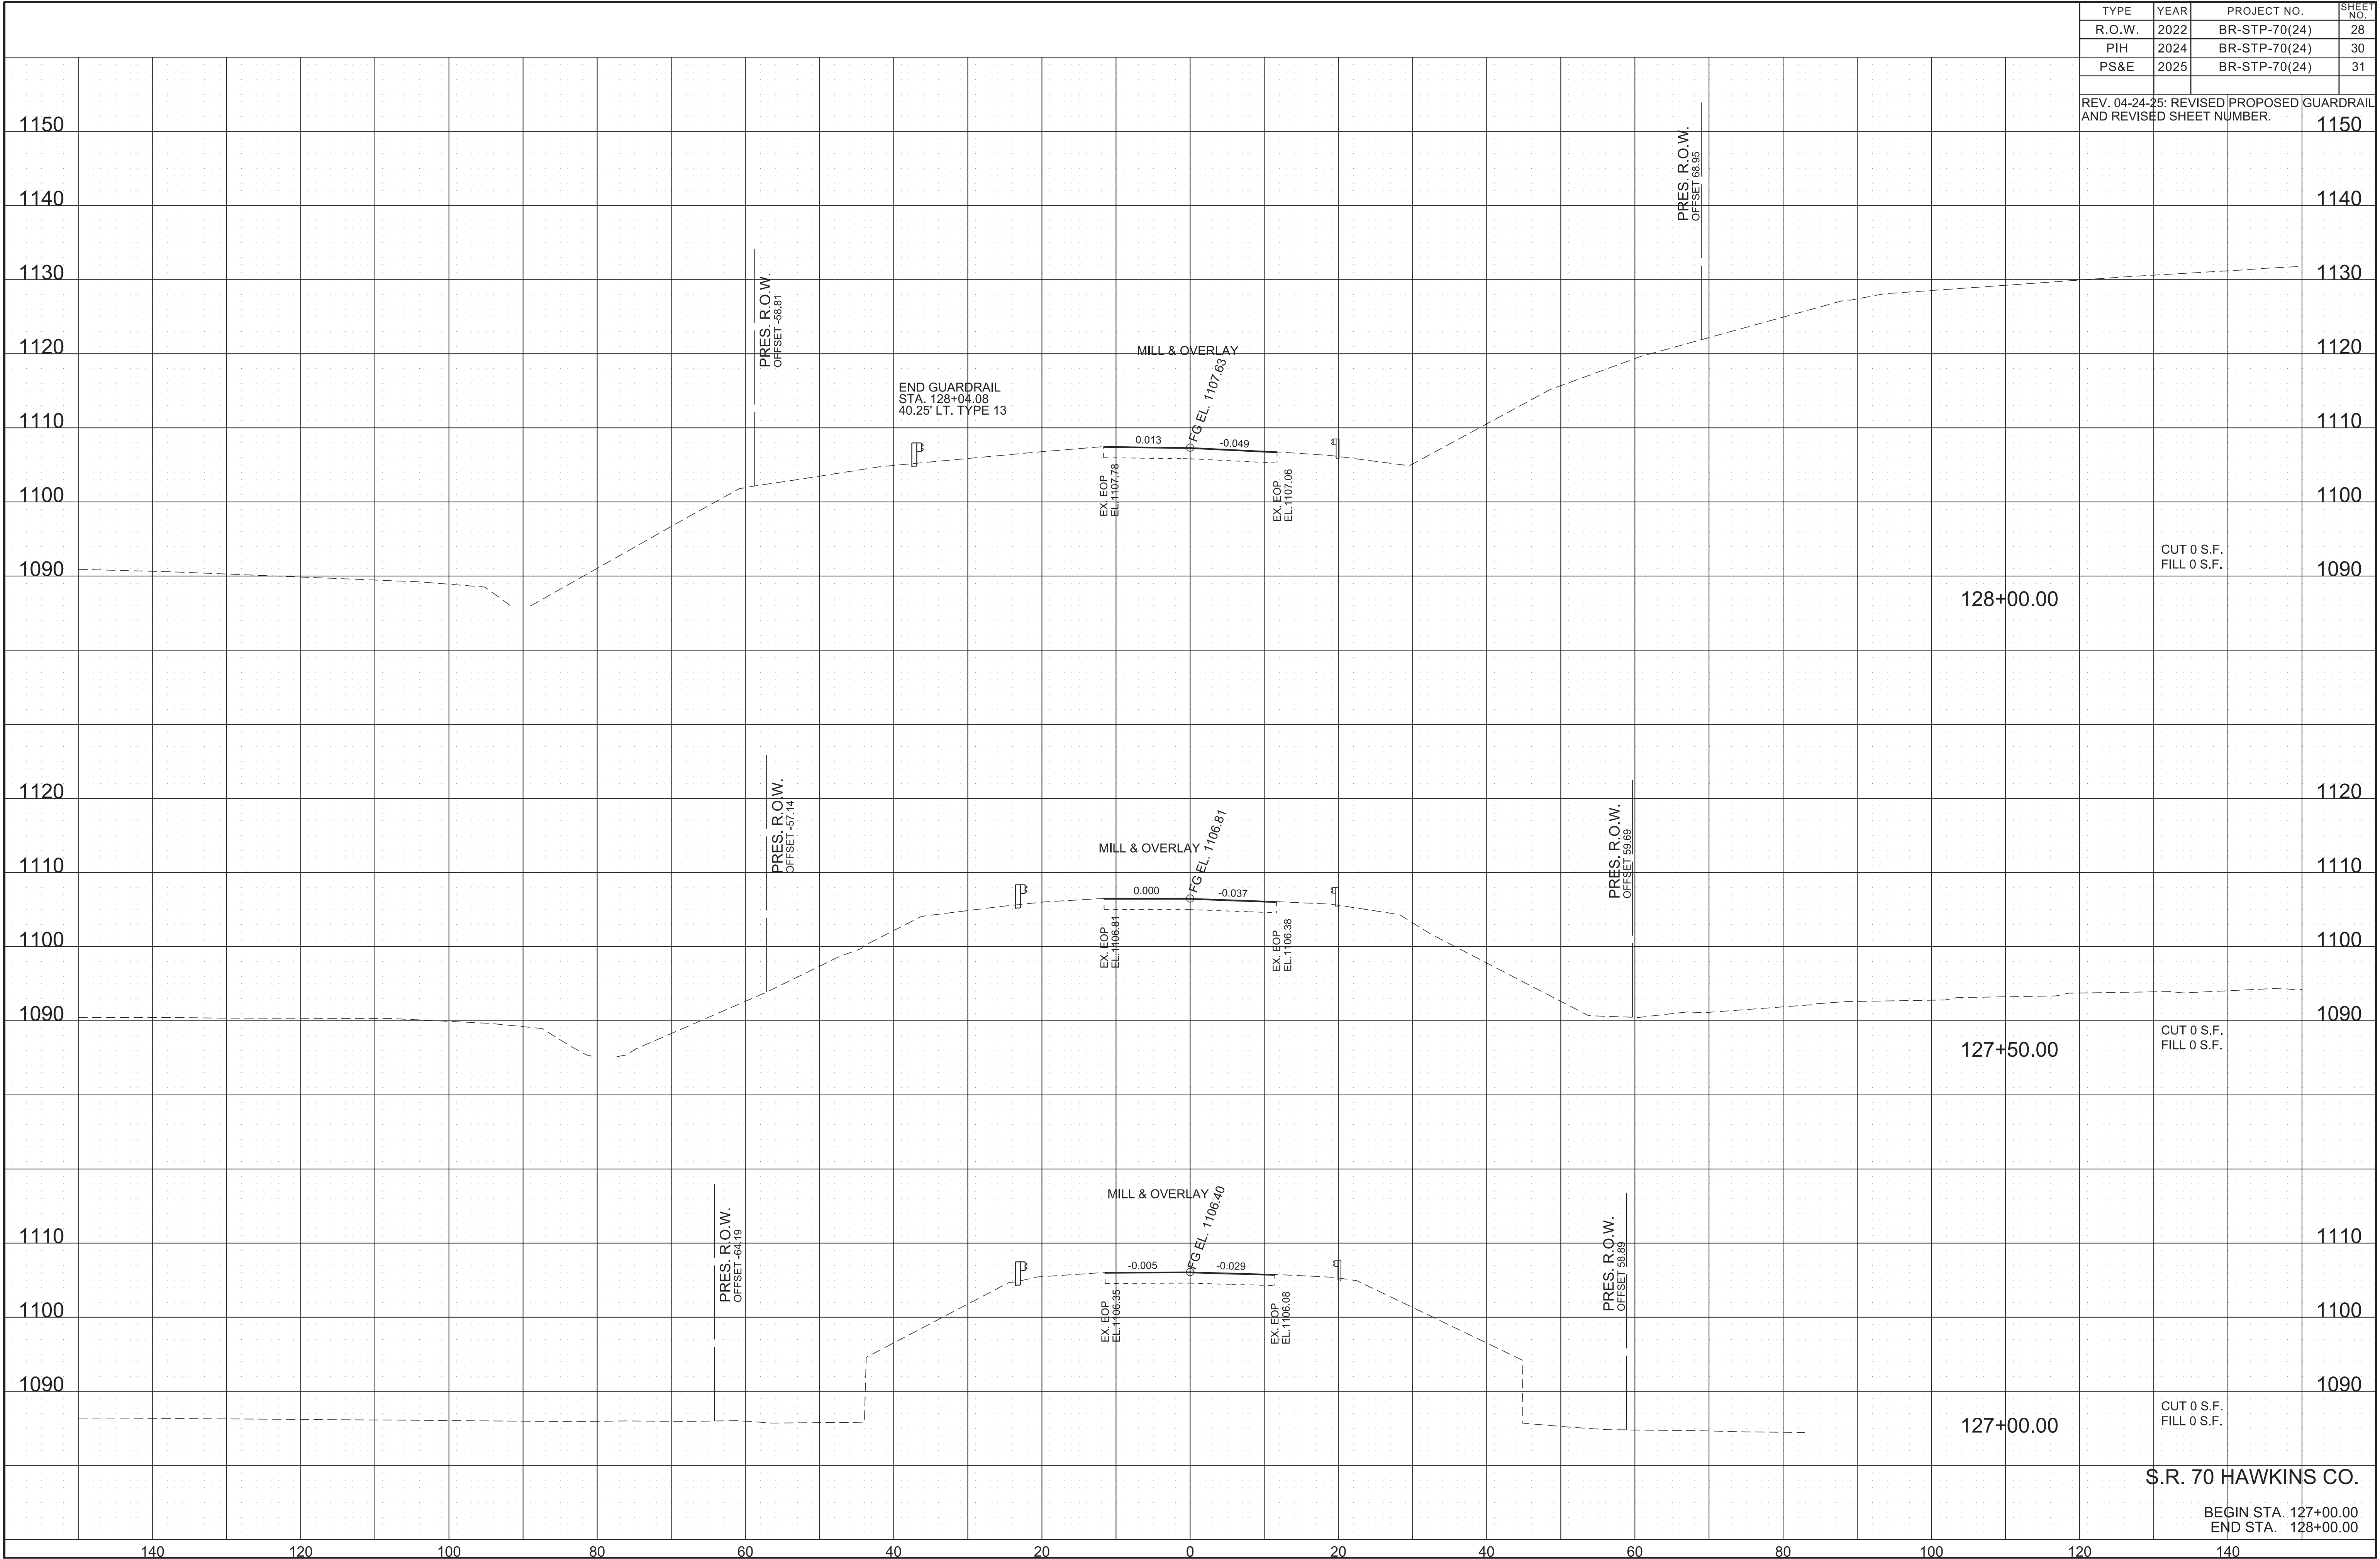 TYPE YEAR PROJECT NO. SHEET NO.
R.O.W. 2022 BR-STP-70(24) 28
PIH 2024 BR-STP-70(24) 30
PS&E 2025 BR-STP-70(24) 31
REV. 04-24-25: REVISED PROPOSED GUARDRAIL
AND REVISED SHEET NUMBER.
1150 1150
1140 1140
1130 1130
1120 1120
1110 1110
1100 1100
1090 1090
PRES. R.O.W.
OFFSET -58.81
END GUARDRAIL
STA. 128+04.08
40.25' LT. TYPE 13
MILL & OVERLAY
FG EL. 1107.63
0.013 -0.049
EX. EOP
EL.1107.78
EX. EOP
EL.1107.06
PRES. R.O.W.
OFFSET 68.95
CUT 0 S.F.
FILL 0 S.F.
128+00.00
1120 1120
1110 1110
1100 1100
1090 1090
PRES. R.O.W.
OFFSET -57.14
MILL & OVERLAY
FG EL. 1106.81
0.000 -0.037
EX. EOP
EL.1106.81
EX. EOP
EL.1106.38
PRES. R.O.W.
OFFSET 59.69
CUT 0 S.F.
FILL 0 S.F.
127+50.00
1110 1110
1100 1100
1090 1090
PRES. R.O.W.
OFFSET -64.19
MILL & OVERLAY
FG EL. 1106.40
-0.005 -0.029
EX. EOP
EL.1106.35
EX. EOP
EL.1106.08
PRES. R.O.W.
OFFSET 58.89
CUT 0 S.F.
FILL 0 S.F.
127+00.00
S.R. 70 HAWKINS CO.
BEGIN STA. 127+00.00
END STA. 128+00.00
140 120 100 80 60 40 20 0 20 40 60 80 100 120 140